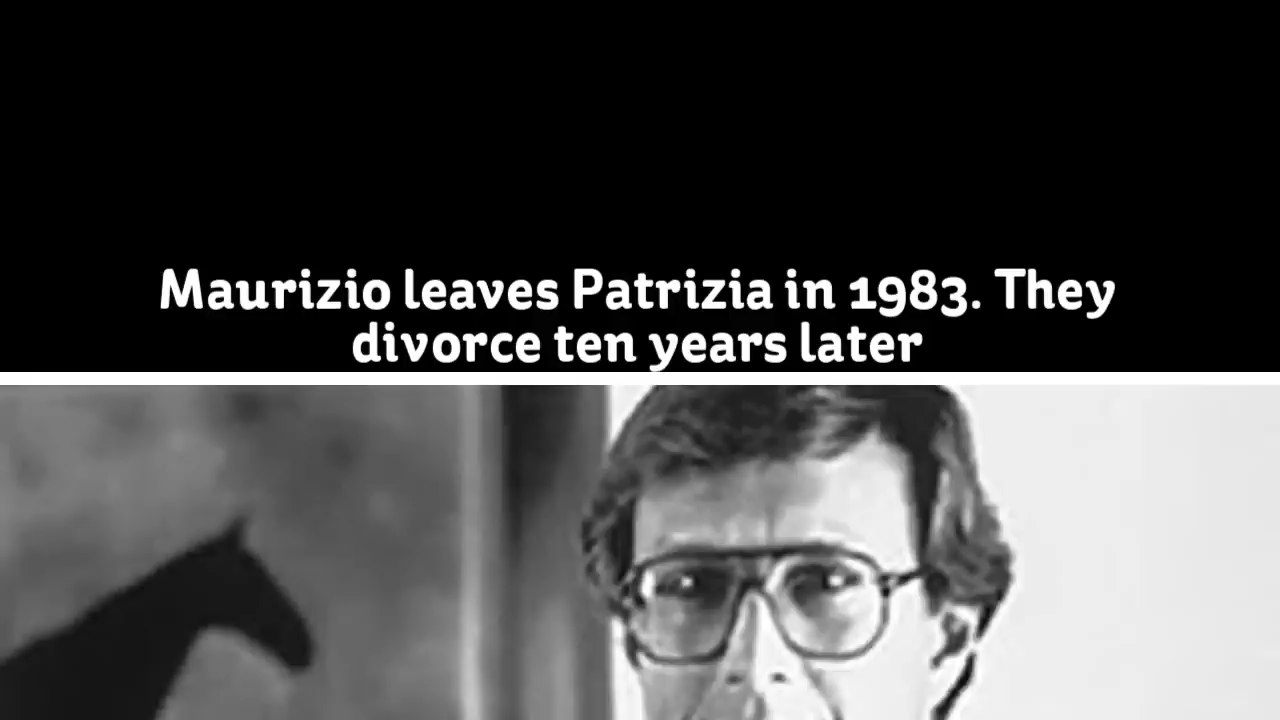 Maurizio leaves Patrizia in 1983. They
divorce ten years later